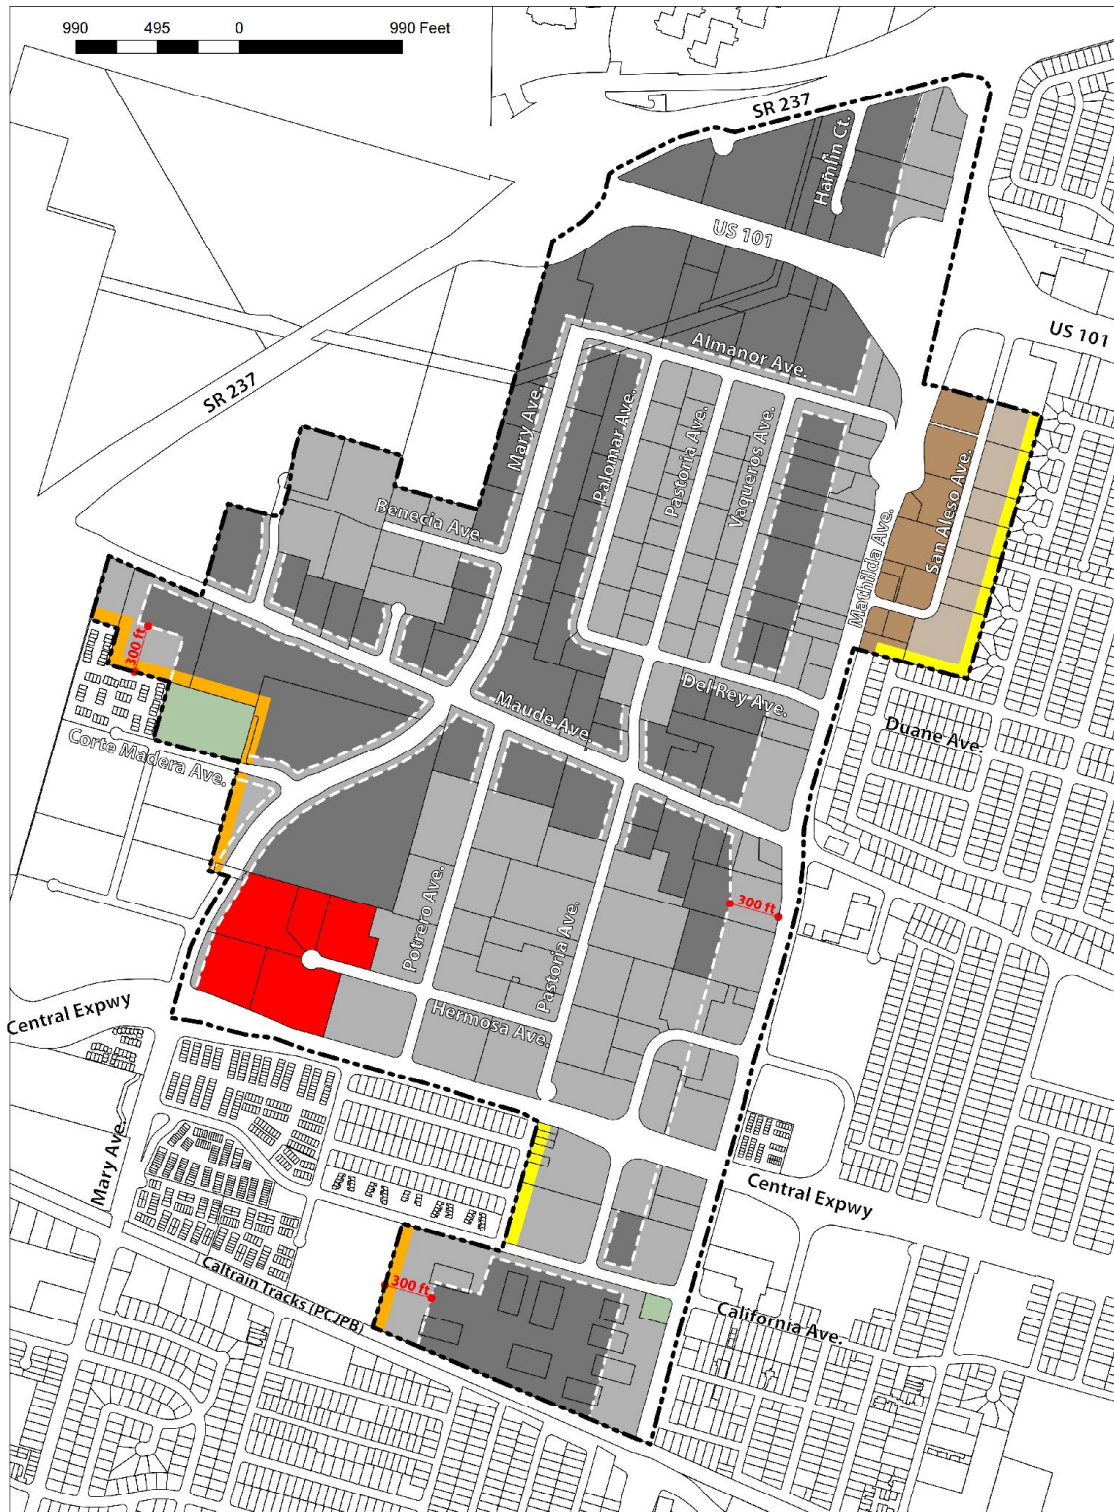 990 495 0 990 Feet
SR 237
Hamlin Ct.
US 101
US 101
Almanor Ave.
SR 237
Mary Ave.
Palomar Ave.
Pastoria Ave.
Vaqueros Ave.
Benecia Ave.
San Aleso Ave.
Mathilda Ave.
300 ft
Del Rey Ave.
Maude Ave.
Duane Ave.
Corte Madera Ave.
300 ft
Potrero Ave.
Pastoria Ave.
Central Expwy
Hermosa Ave.
Mary Ave.
Central Expwy
Caltrain Tracks (PCJPB)
300 ft
California Ave.